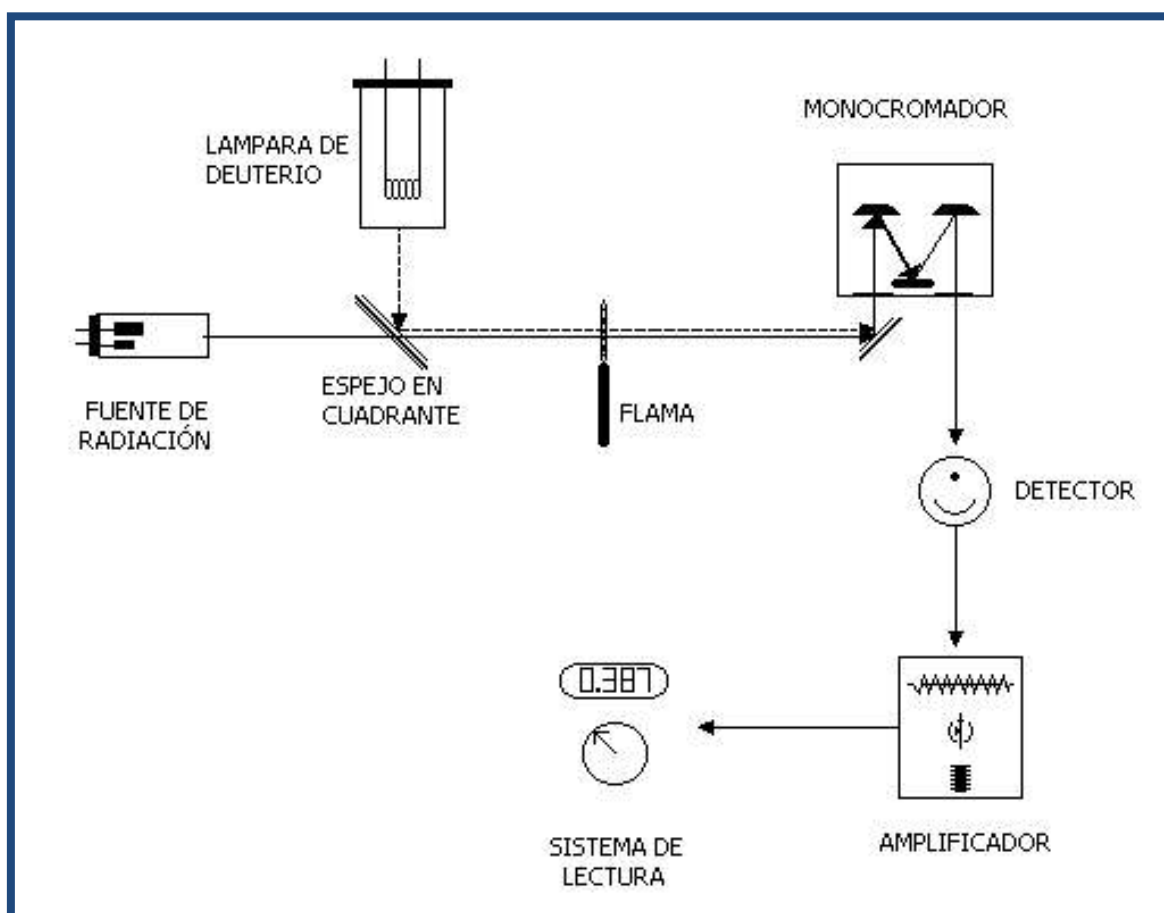 LAMPARA DE
DEUTERIO
MONOCROMADOR
FUENTE DE
RADIACIÓN
ESPEJO EN
CUADRANTE
FLAMA
DETECTOR
0.387
SISTEMA DE
LECTURA
AMPLIFICADOR